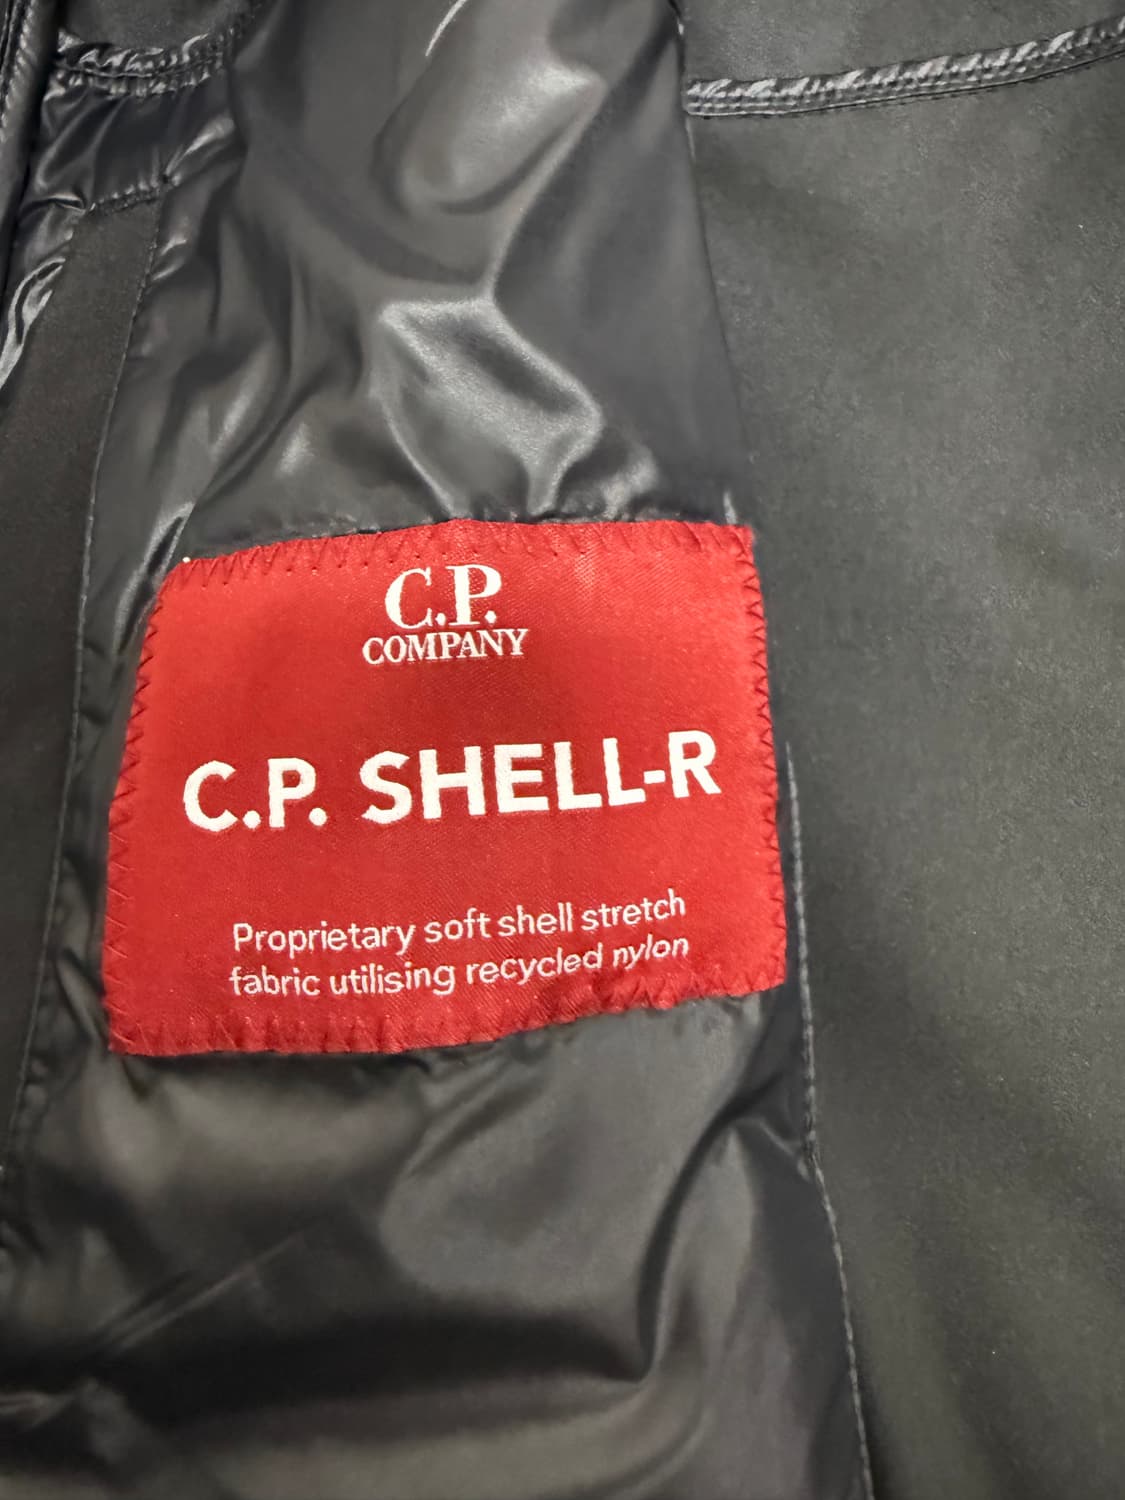 C.P.
COMPANY
C.P. SHELL-R
Proprietary soft shell stretch
fabric utilising recycled nylon